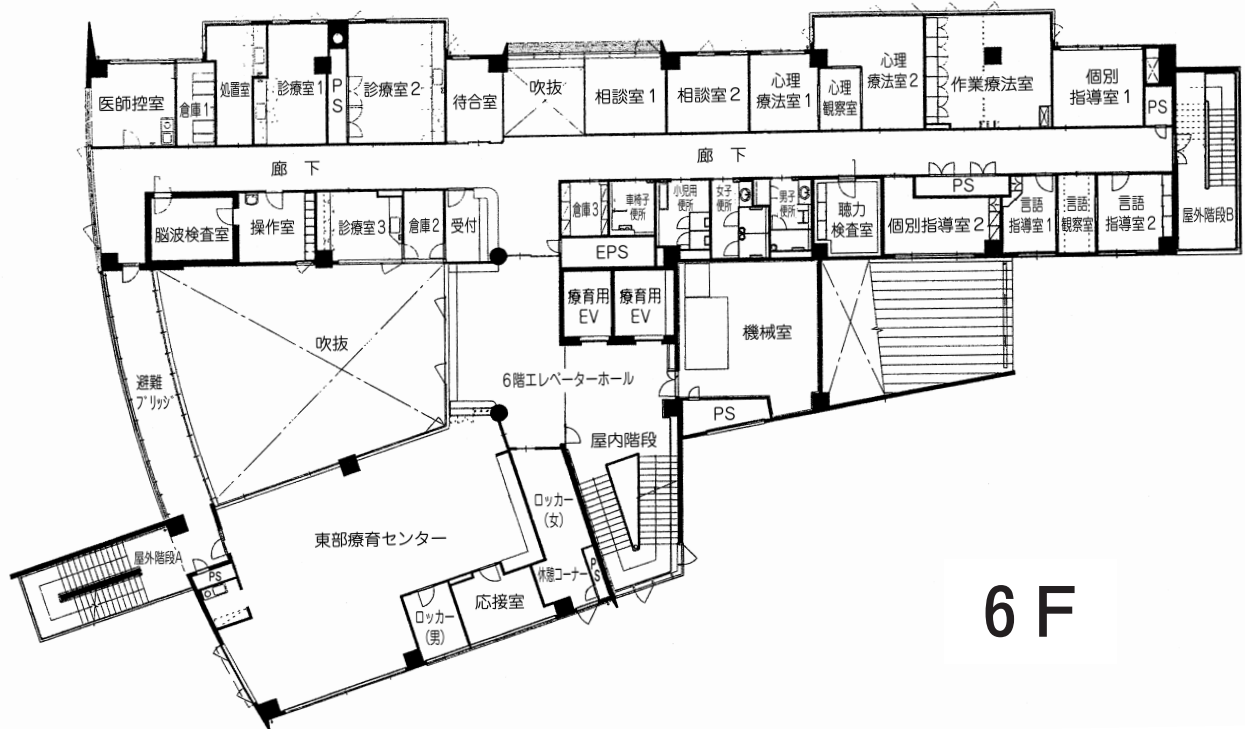 医師控室
倉庫1
処置室
診療室1
PS
診療室2
待合室
吹抜
相談室1
相談室2
心理
療法室1
心理
観察室
心理
療法室2
作業療法室
個別
指導室1
PS
廊下
廊下
屋外階段B
脳波検査室
操作室
診療室3
倉庫2
受付
倉庫3
車椅子
便所
小児用
便所
女子
便所
男子
便所
聴力
検査室
PS
個別指導室2
言語
指導室1
言語
観察室
言語
指導室2
EPS
療育用
EV
療育用
EV
機械室
吹抜
避難
ブリッジ
6階エレベーターホール
PS
屋内階段
ロッカー
(女)
東部療育センター
屋外階段A
PS
休憩コーナー
PS
応接室
ロッカー
(男)
6F